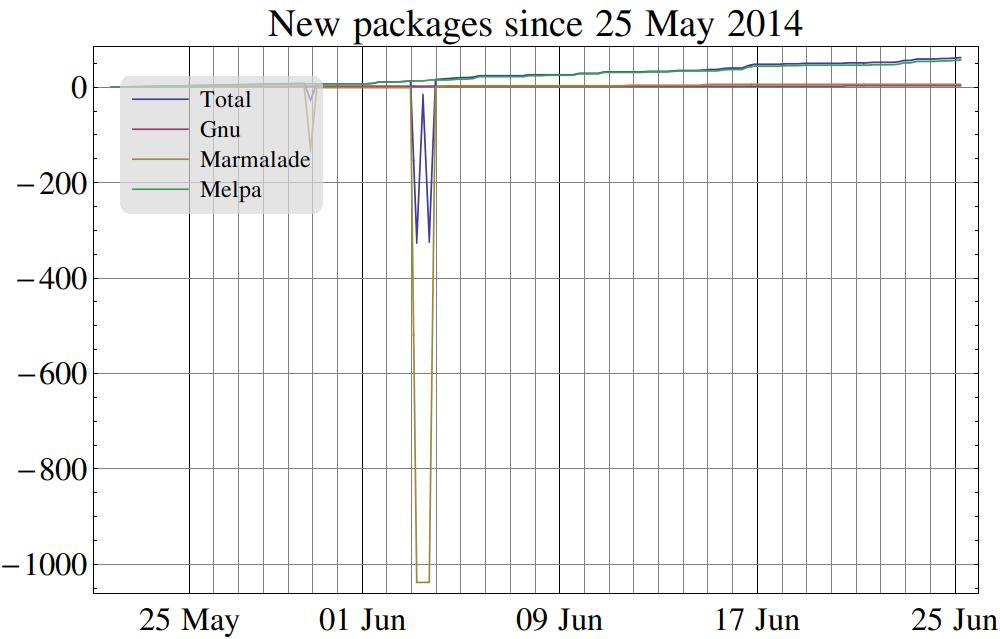 New packages since 25 May 2014
0
Total
Gnu
Marmalade
−200
Melpa
−400
−600
−800
−1000
25 May 01 Jun 09 Jun 17 Jun 25 Jun